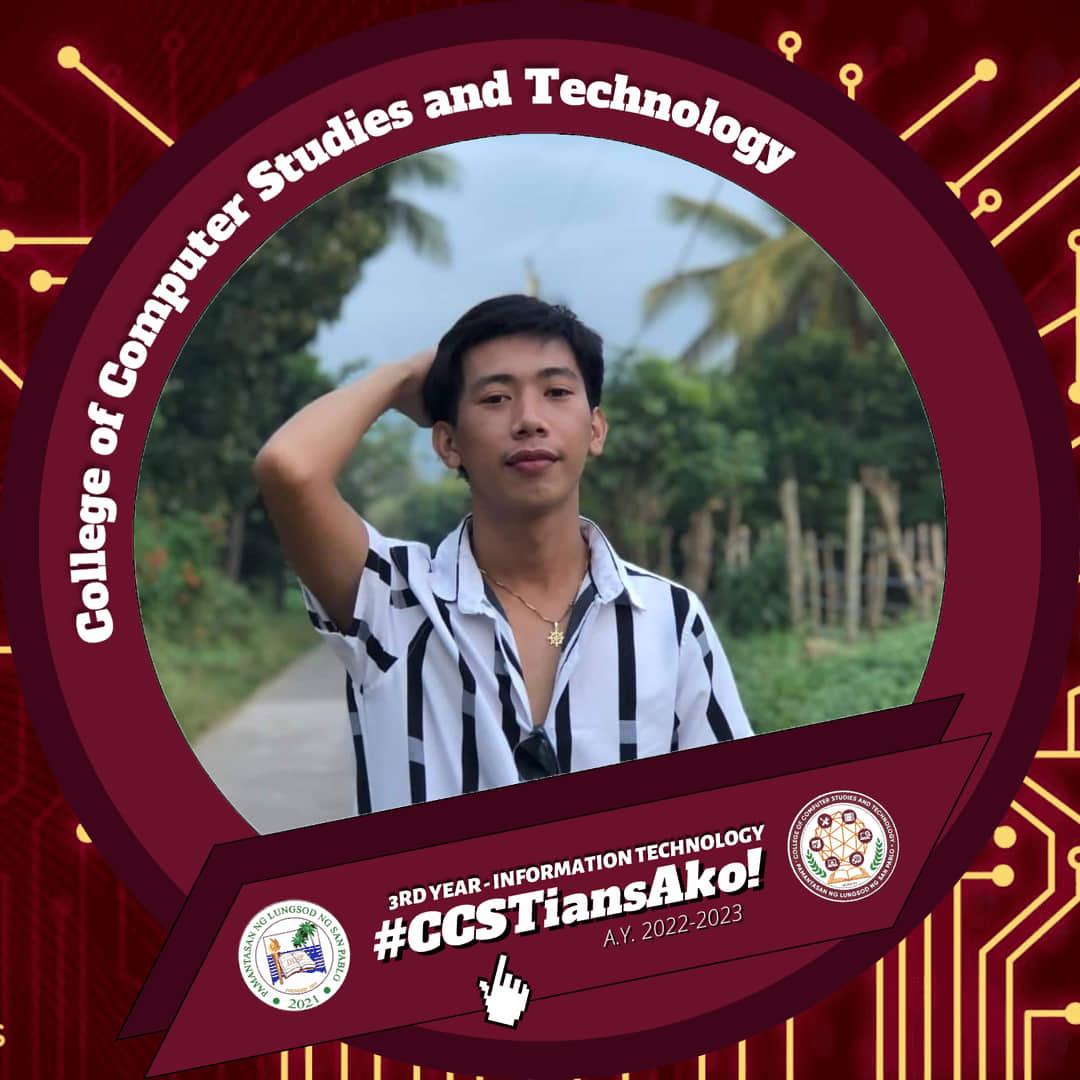 College of Computer Studies and Technology
3RD YEAR - INFORMATION TECHNOLOGY
#CCSTiansAko!
A.Y. 2022-2023
PAMANTASAN NG LUNGSOD NG SAN PABLO
2021
COLLEGE OF COMPUTER STUDIES AND TECHNOLOGY
PAMANTASAN NG LUNGSOD NG SAN PABLO